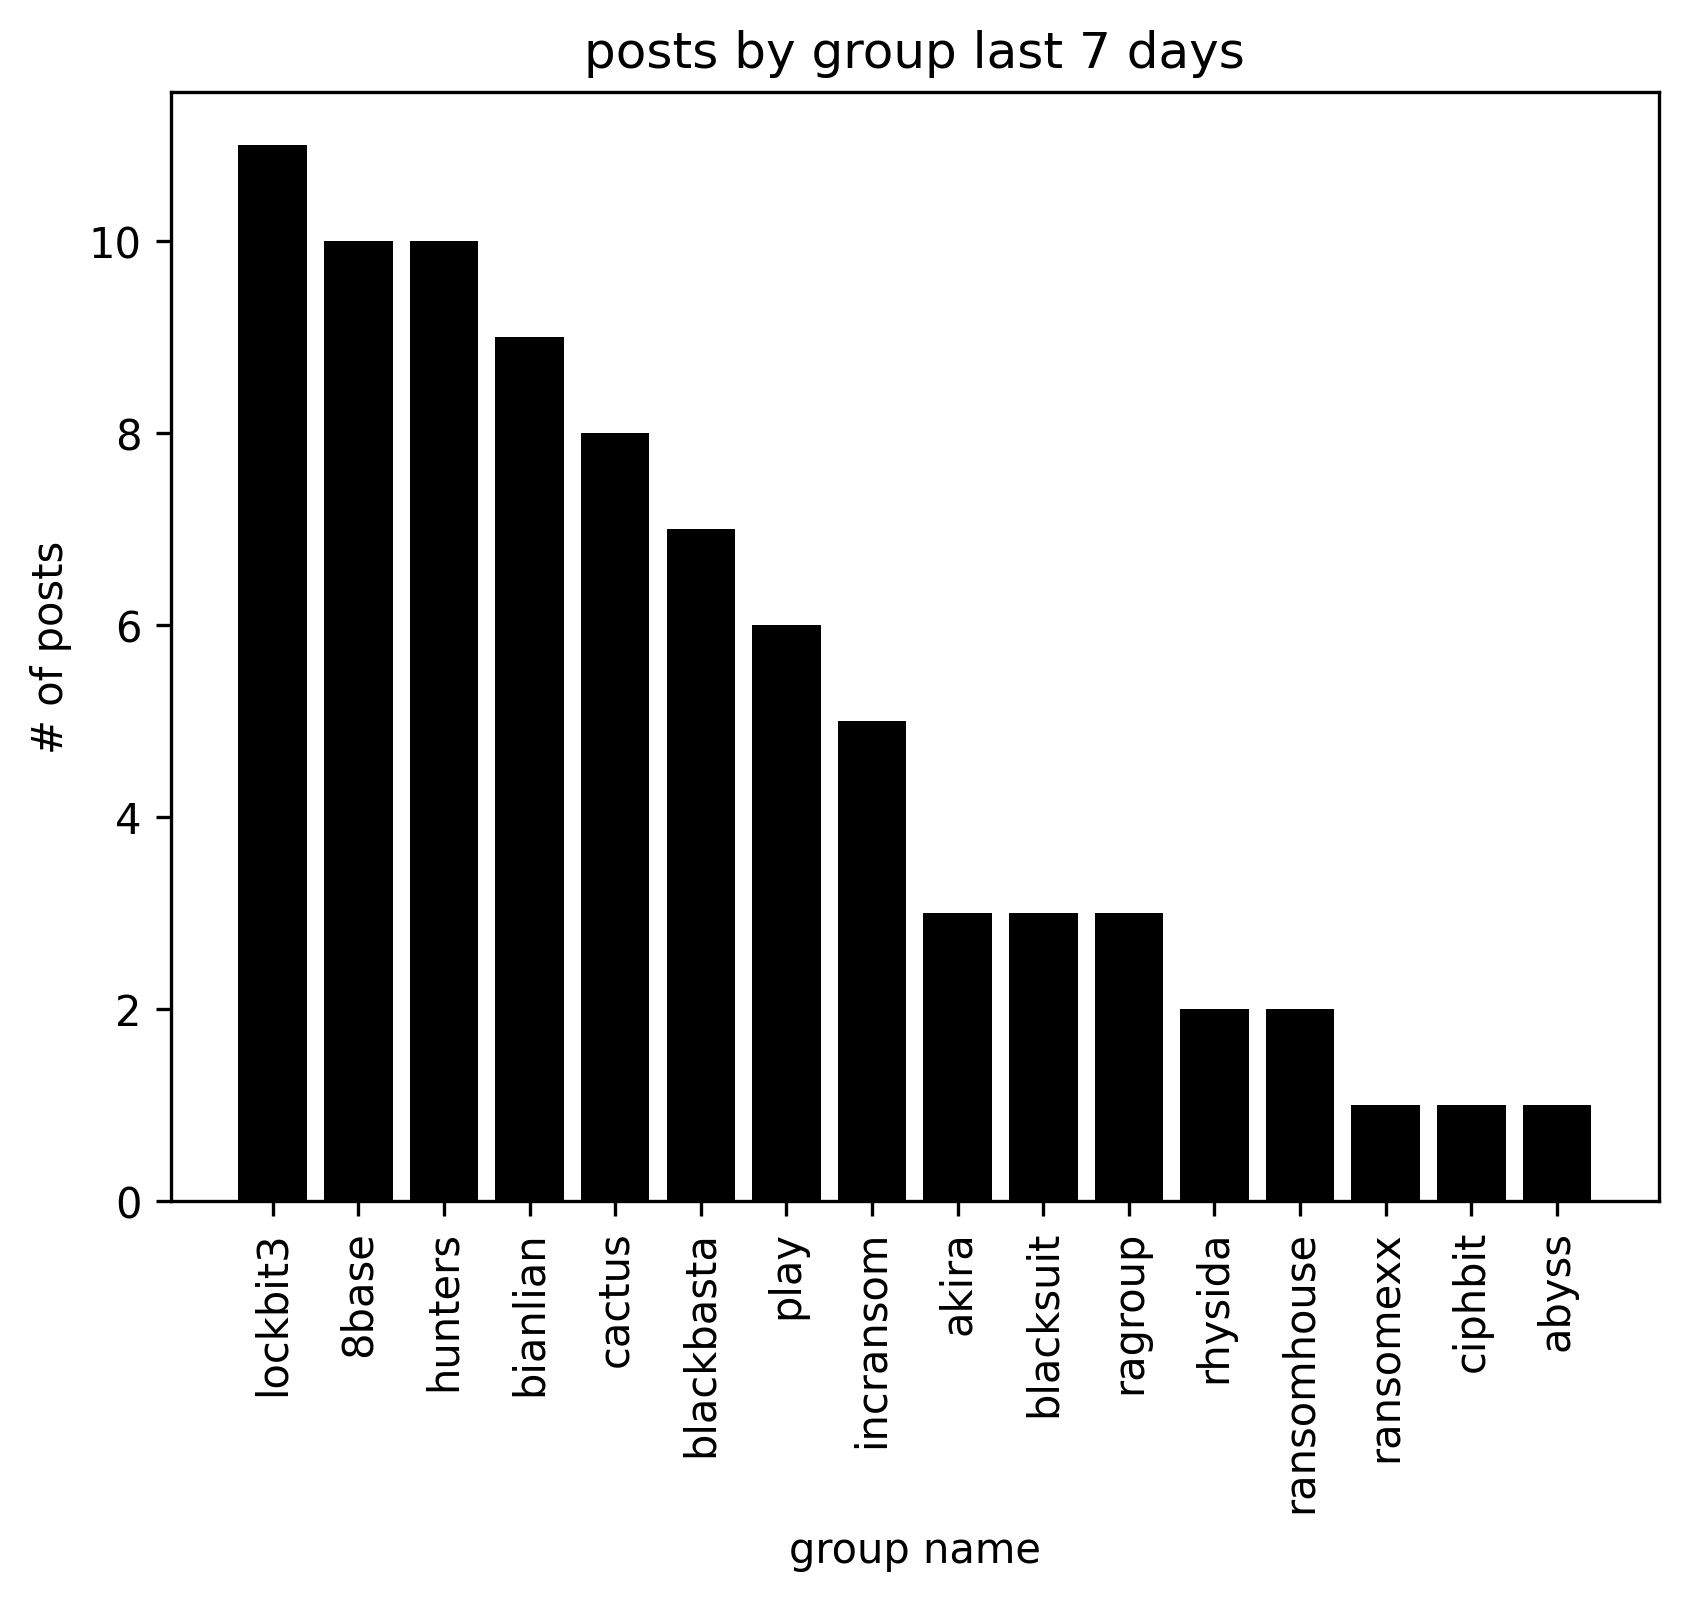 posts by group last 7 days
# of posts
10
8
6
4
2
0
lockbit3
8base
hunters
bianlian
cactus
blackbasta
play
incransom
akira
blacksuit
ragroup
rhysida
ransomhouse
ransomexx
ciphbit
abyss
group name